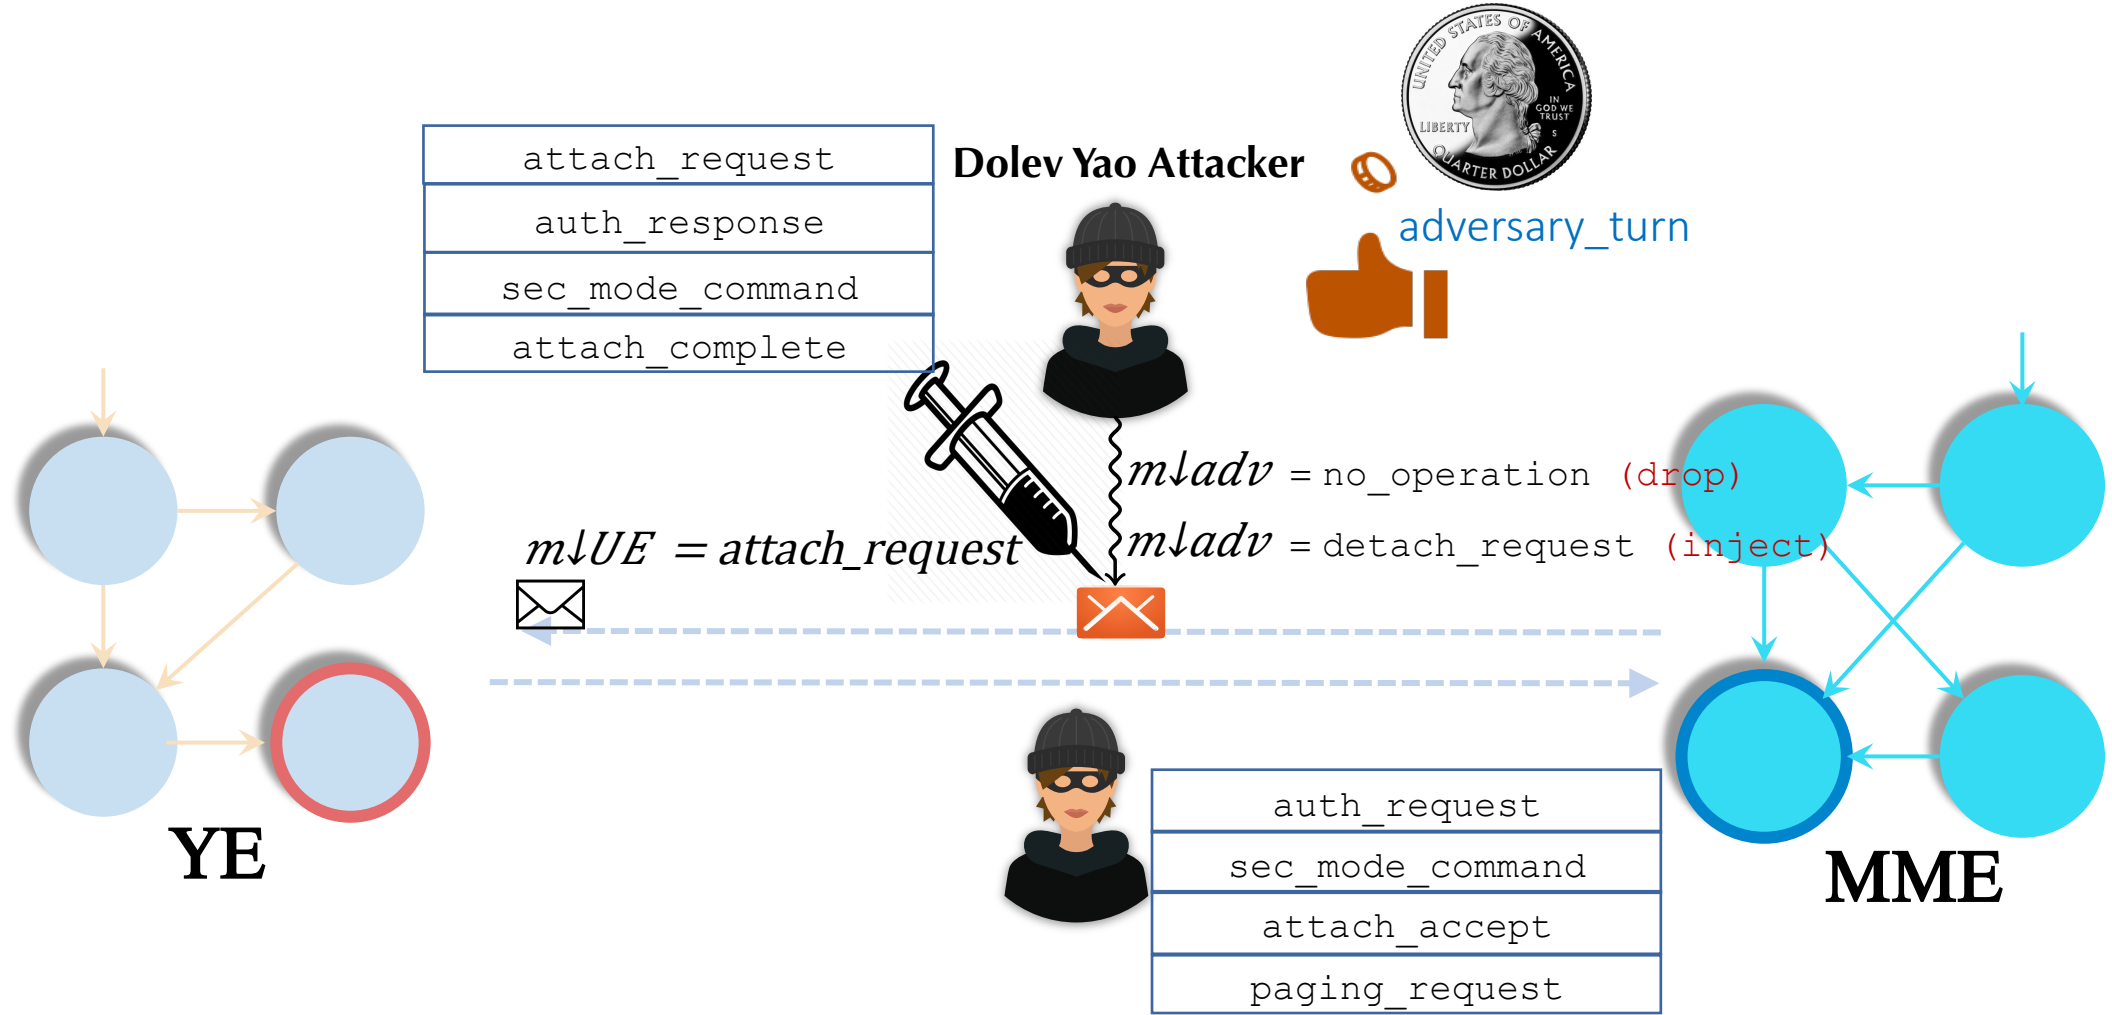 UNITED STATES OF AMERICA
IN
GOD WE
TRUST
S
LIBERTY
QUARTER DOLLAR
attach_request
Dolev Yao Attacker
auth_response
adversary_turn
sec_mode_command
attach_complete
m↓adv = no_operation (drop)
m↓UE = attach_request
m↓adv = detach_request (inject)
YE
MME
auth_request
sec_mode_command
attach_accept
paging_request